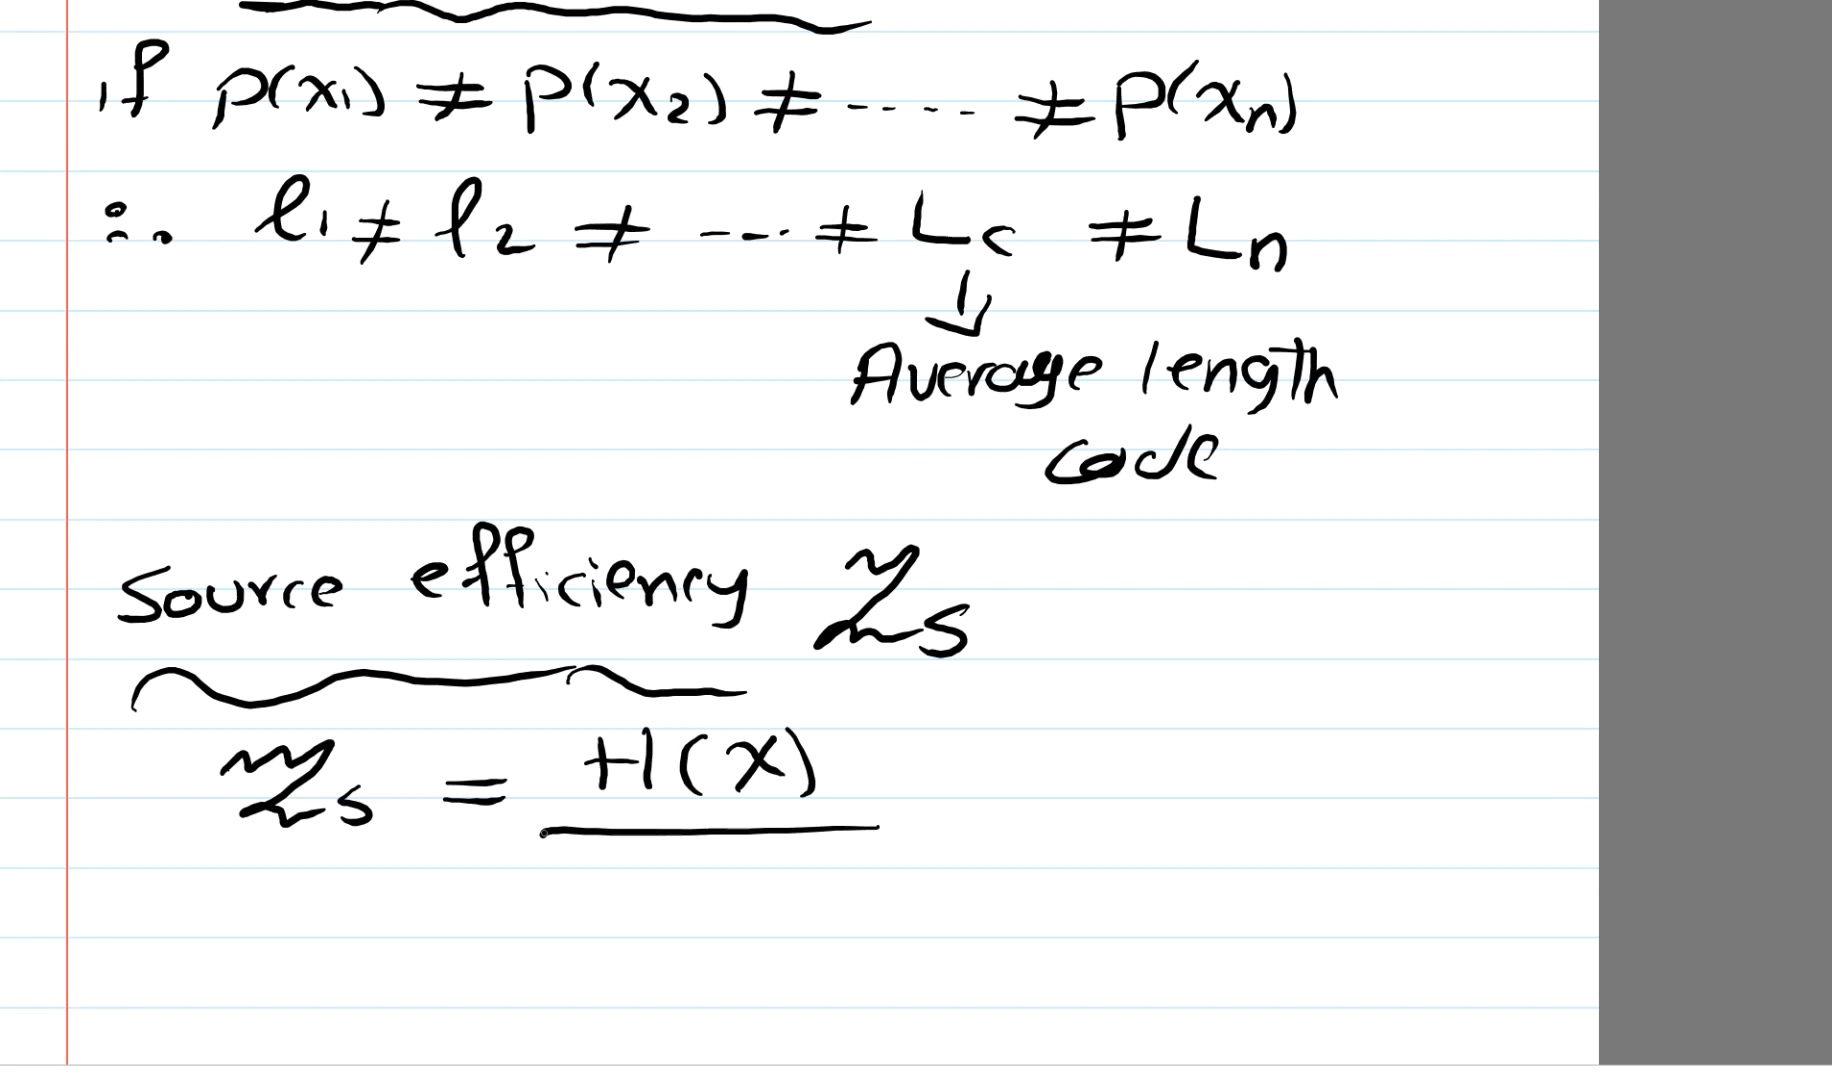 if P(x₁) ≠ P(x₂) ≠ ----- ≠ P(xₙ)
∴ l₁ ≠ l₂ ≠ ---- ≠ Lc ≠ Ln
↓
Average length
code
Source efficiency ηs
ηs = H(X)